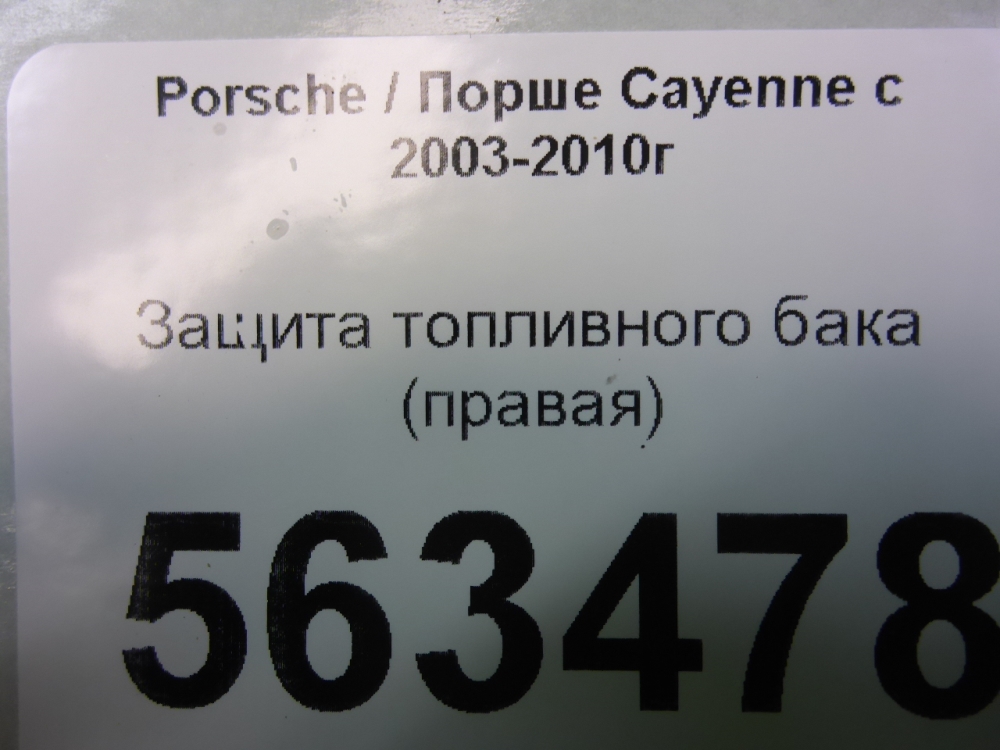 Porsche / Порше Cayenne с
2003-2010г
Защита топливного бака
(правая)
563478